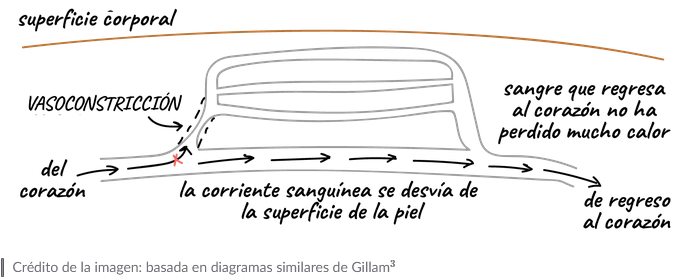 superficie corporal
VASOCONSTRICCIÓN
sangre que regresa
al corazón no ha
perdido mucho calor
del
corazón
la corriente sanguínea se desvía de
la superficie de la piel
de regreso
al corazón
Crédito de la imagen: basada en diagramas similares de Gillam³